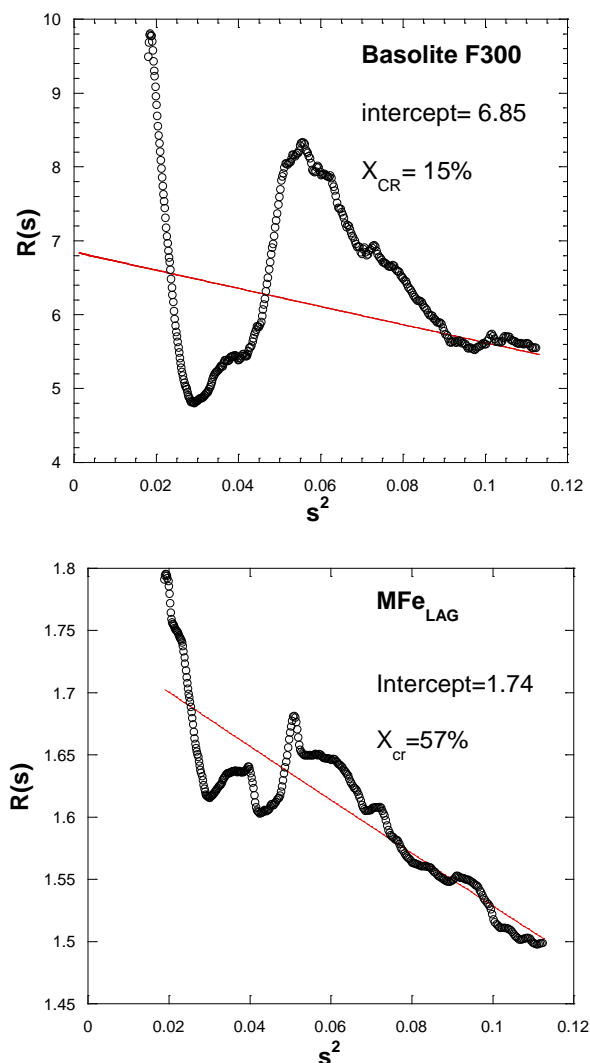 10
Basolite F300
9
intercept= 6.85
8
X_CR= 15%
R(s)
7
6
5
4
0 0.02 0.04 0.06 0.08 0.1 0.12
s²
1.8
MFe_LAG
1.75
Intercept=1.74
1.7
X_cr=57%
1.65
R(s)
1.6
1.55
1.5
1.45
0 0.02 0.04 0.06 0.08 0.1 0.12
s²